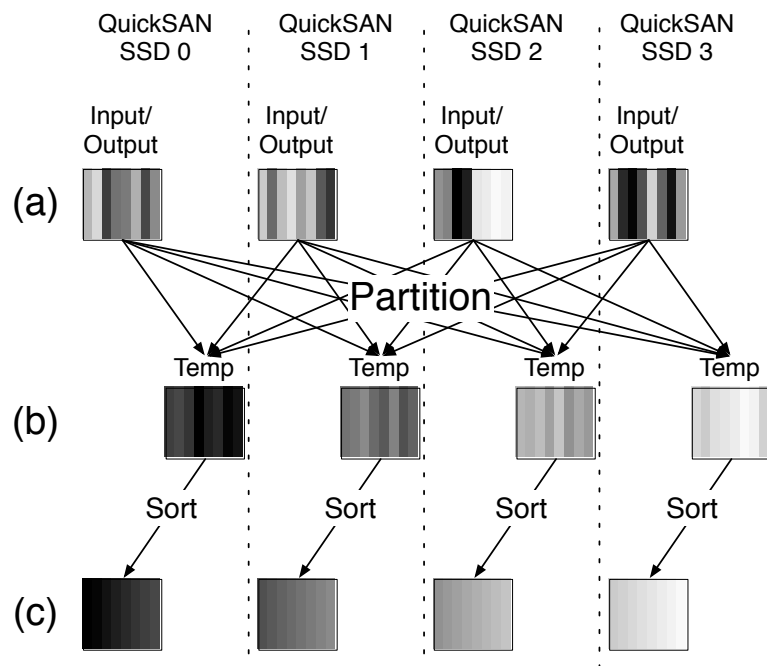 QuickSAN SSD 0
QuickSAN SSD 1
QuickSAN SSD 2
QuickSAN SSD 3
Input/ Output
Input/ Output
Input/ Output
Input/ Output
(a)
Partition
Temp
Temp
Temp
Temp
(b)
Sort
Sort
Sort
Sort
(c)